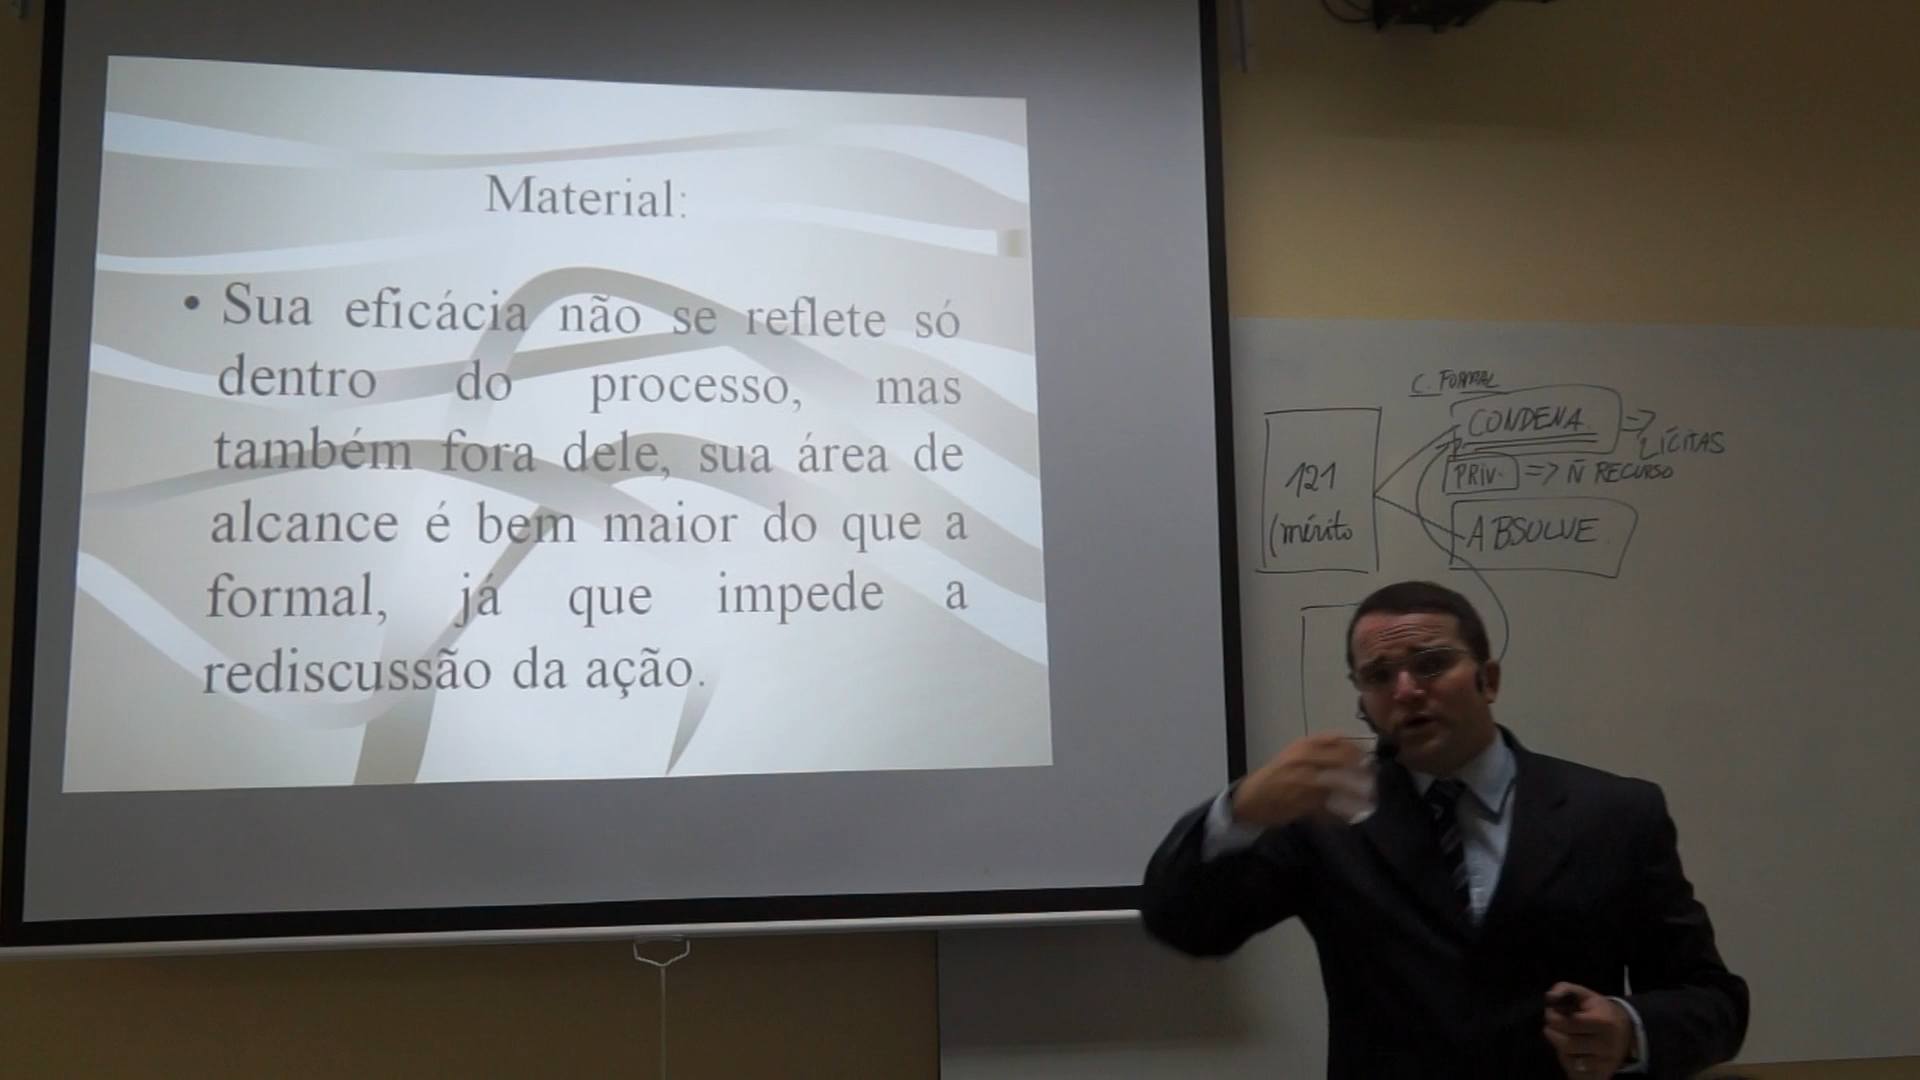 Material:
• Sua eficácia não se reflete só
dentro do processo, mas
também fora dele, sua área de
alcance é bem maior do que a
formal, já que impede a
rediscussão da ação.
C. FORMAL
CONDENA. =>
LÍCITAS
PRIV. => Ñ RECURSO
121
(mérito
ABSOLVE.